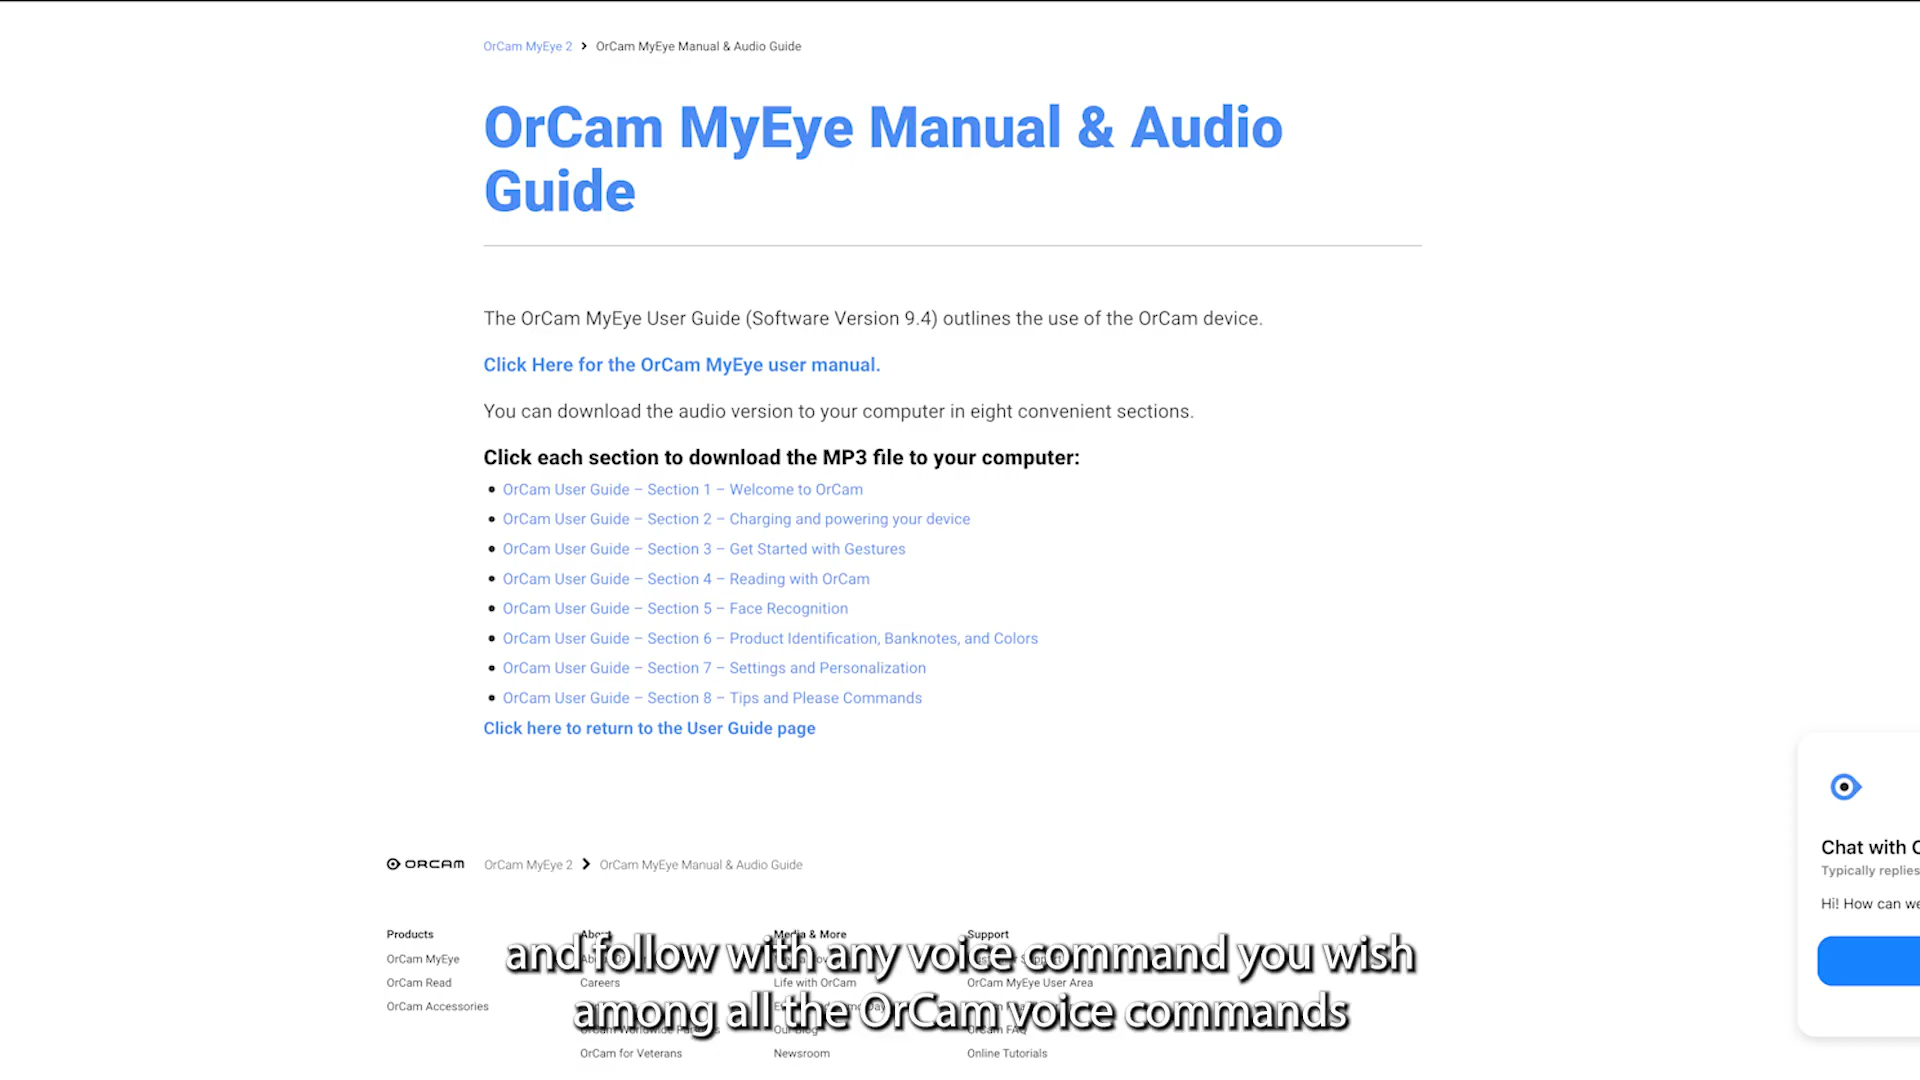 OrCam MyEye 2 > OrCam MyEye Manual & Audio Guide
OrCam MyEye Manual & Audio
Guide
The OrCam MyEye User Guide (Software Version 9.4) outlines the use of the OrCam device.
Click Here for the OrCam MyEye user manual.
You can download the audio version to your computer in eight convenient sections.
Click each section to download the MP3 file to your computer:
• OrCam User Guide – Section 1 – Welcome to OrCam
• OrCam User Guide – Section 2 – Charging and powering your device
• OrCam User Guide – Section 3 – Get Started with Gestures
• OrCam User Guide – Section 4 – Reading with OrCam
• OrCam User Guide – Section 5 – Face Recognition
• OrCam User Guide – Section 6 – Product Identification, Banknotes, and Colors
• OrCam User Guide – Section 7 – Settings and Personalization
• OrCam User Guide – Section 8 – Tips and Please Commands
Click here to return to the User Guide page
Chat with
Typically replies
Hi! How can we
ORCAM OrCam MyEye 2 > OrCam MyEye Manual & Audio Guide
Products
OrCam MyEye
OrCam Read
OrCam Accessories
About
Careers
OrCam Worldwide
OrCam for Veterans
Media & More
Life with OrCam
Our Blog
Newsroom
Support
OrCam MyEye User Area
OrCam FAQ
Online Tutorials
and follow with any voice command you wish
among all the OrCam voice commands